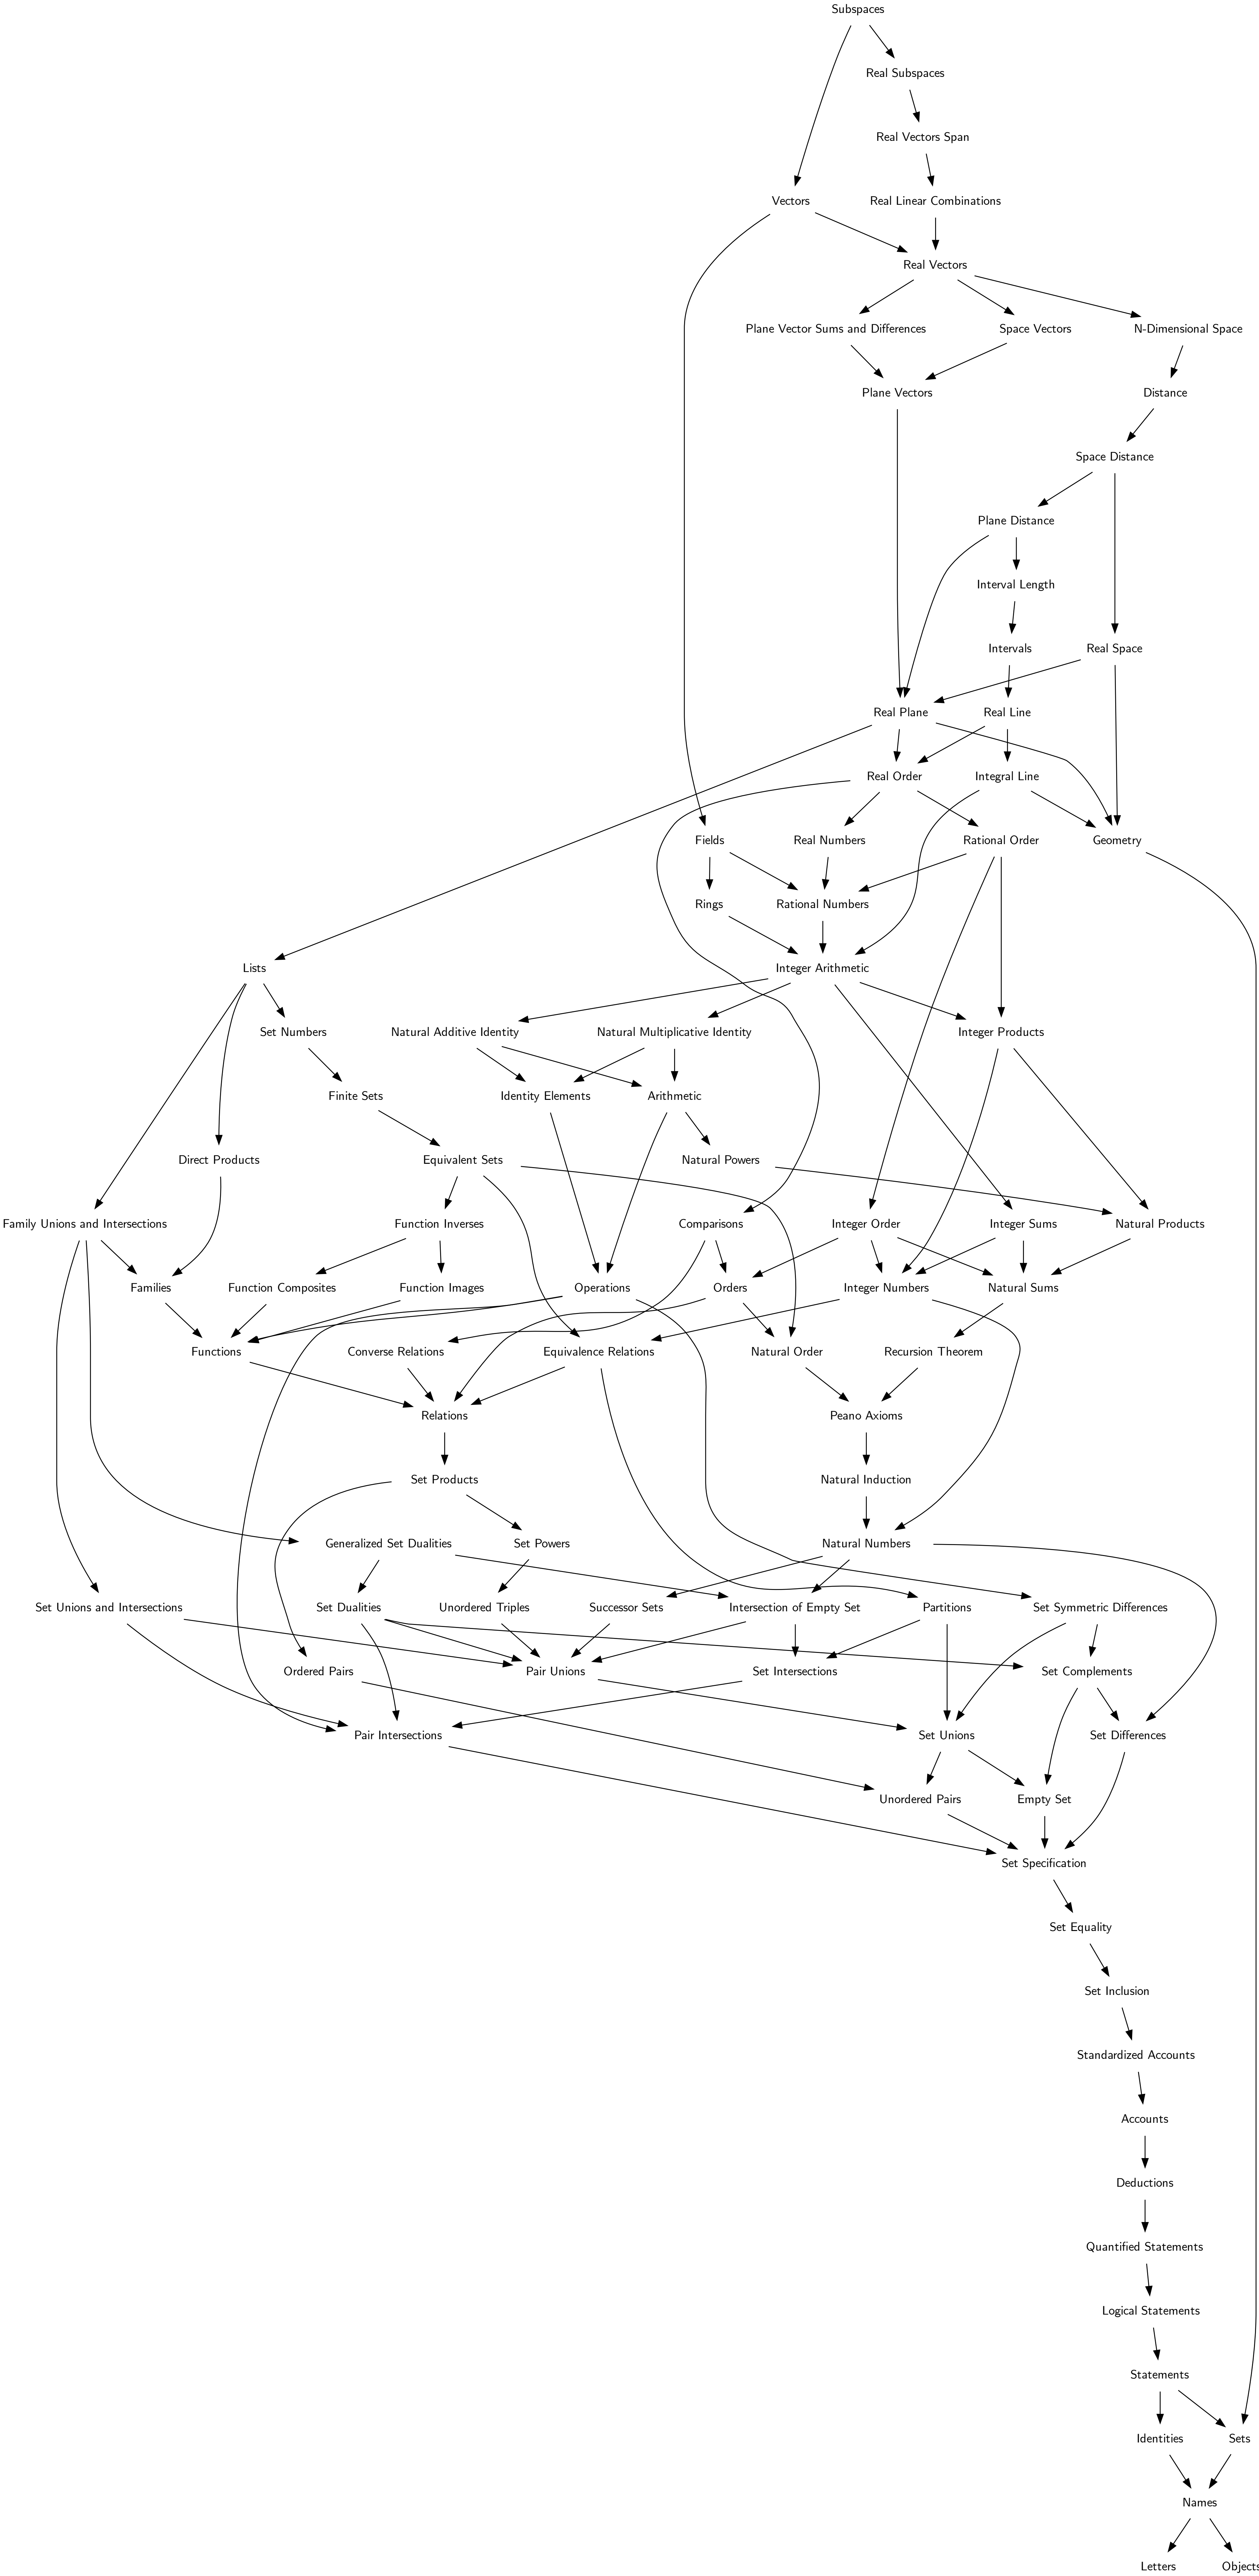 Subspaces
Real Subspaces
Real Vectors Span
Vectors
Real Linear Combinations
Real Vectors
Plane Vector Sums and Differences
Space Vectors
N-Dimensional Space
Plane Vectors
Distance
Space Distance
Plane Distance
Interval Length
Intervals
Real Space
Real Plane
Real Line
Real Order
Integral Line
Fields
Real Numbers
Rational Order
Geometry
Rings
Rational Numbers
Lists
Integer Arithmetic
Set Numbers
Natural Additive Identity
Natural Multiplicative Identity
Integer Products
Finite Sets
Identity Elements
Arithmetic
Direct Products
Equivalent Sets
Natural Powers
Family Unions and Intersections
Function Inverses
Comparisons
Integer Order
Integer Sums
Natural Products
Families
Function Composites
Function Images
Operations
Orders
Integer Numbers
Natural Sums
Functions
Converse Relations
Equivalence Relations
Natural Order
Recursion Theorem
Relations
Peano Axioms
Set Products
Natural Induction
Generalized Set Dualities
Set Powers
Natural Numbers
Set Unions and Intersections
Set Dualities
Unordered Triples
Successor Sets
Intersection of Empty Set
Partitions
Set Symmetric Differences
Ordered Pairs
Pair Unions
Set Intersections
Set Complements
Pair Intersections
Set Unions
Set Differences
Unordered Pairs
Empty Set
Set Specification
Set Equality
Set Inclusion
Standardized Accounts
Accounts
Deductions
Quantified Statements
Logical Statements
Statements
Identities
Sets
Names
Letters
Objects